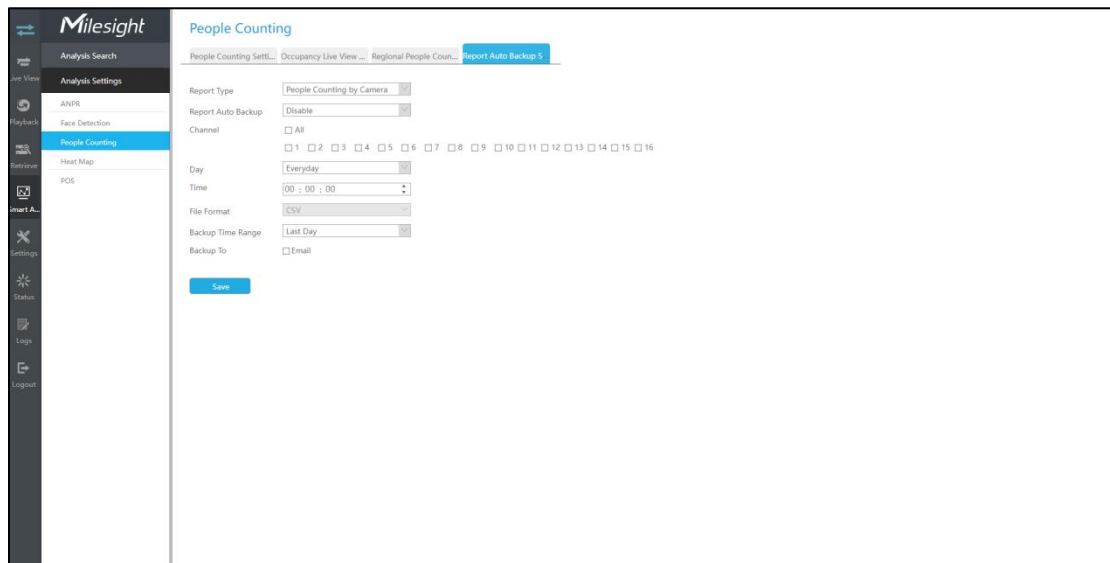 Milesight
Live View
Playback
Retrieve
Smart A...
Settings
Status
Logs
Logout
Analysis Search
Analysis Settings
ANPR
Face Detection
People Counting
Heat Map
POS
People Counting
People Counting Setti... Occupancy Live View ... Regional People Coun... Report Auto Backup S
Report Type People Counting by Camera
Report Auto Backup Disable
Channel All
1 2 3 4 5 6 7 8 9 10 11 12 13 14 15 16
Day Everyday
Time 00 : 00 : 00
File Format CSV
Backup Time Range Last Day
Backup To Email
Save